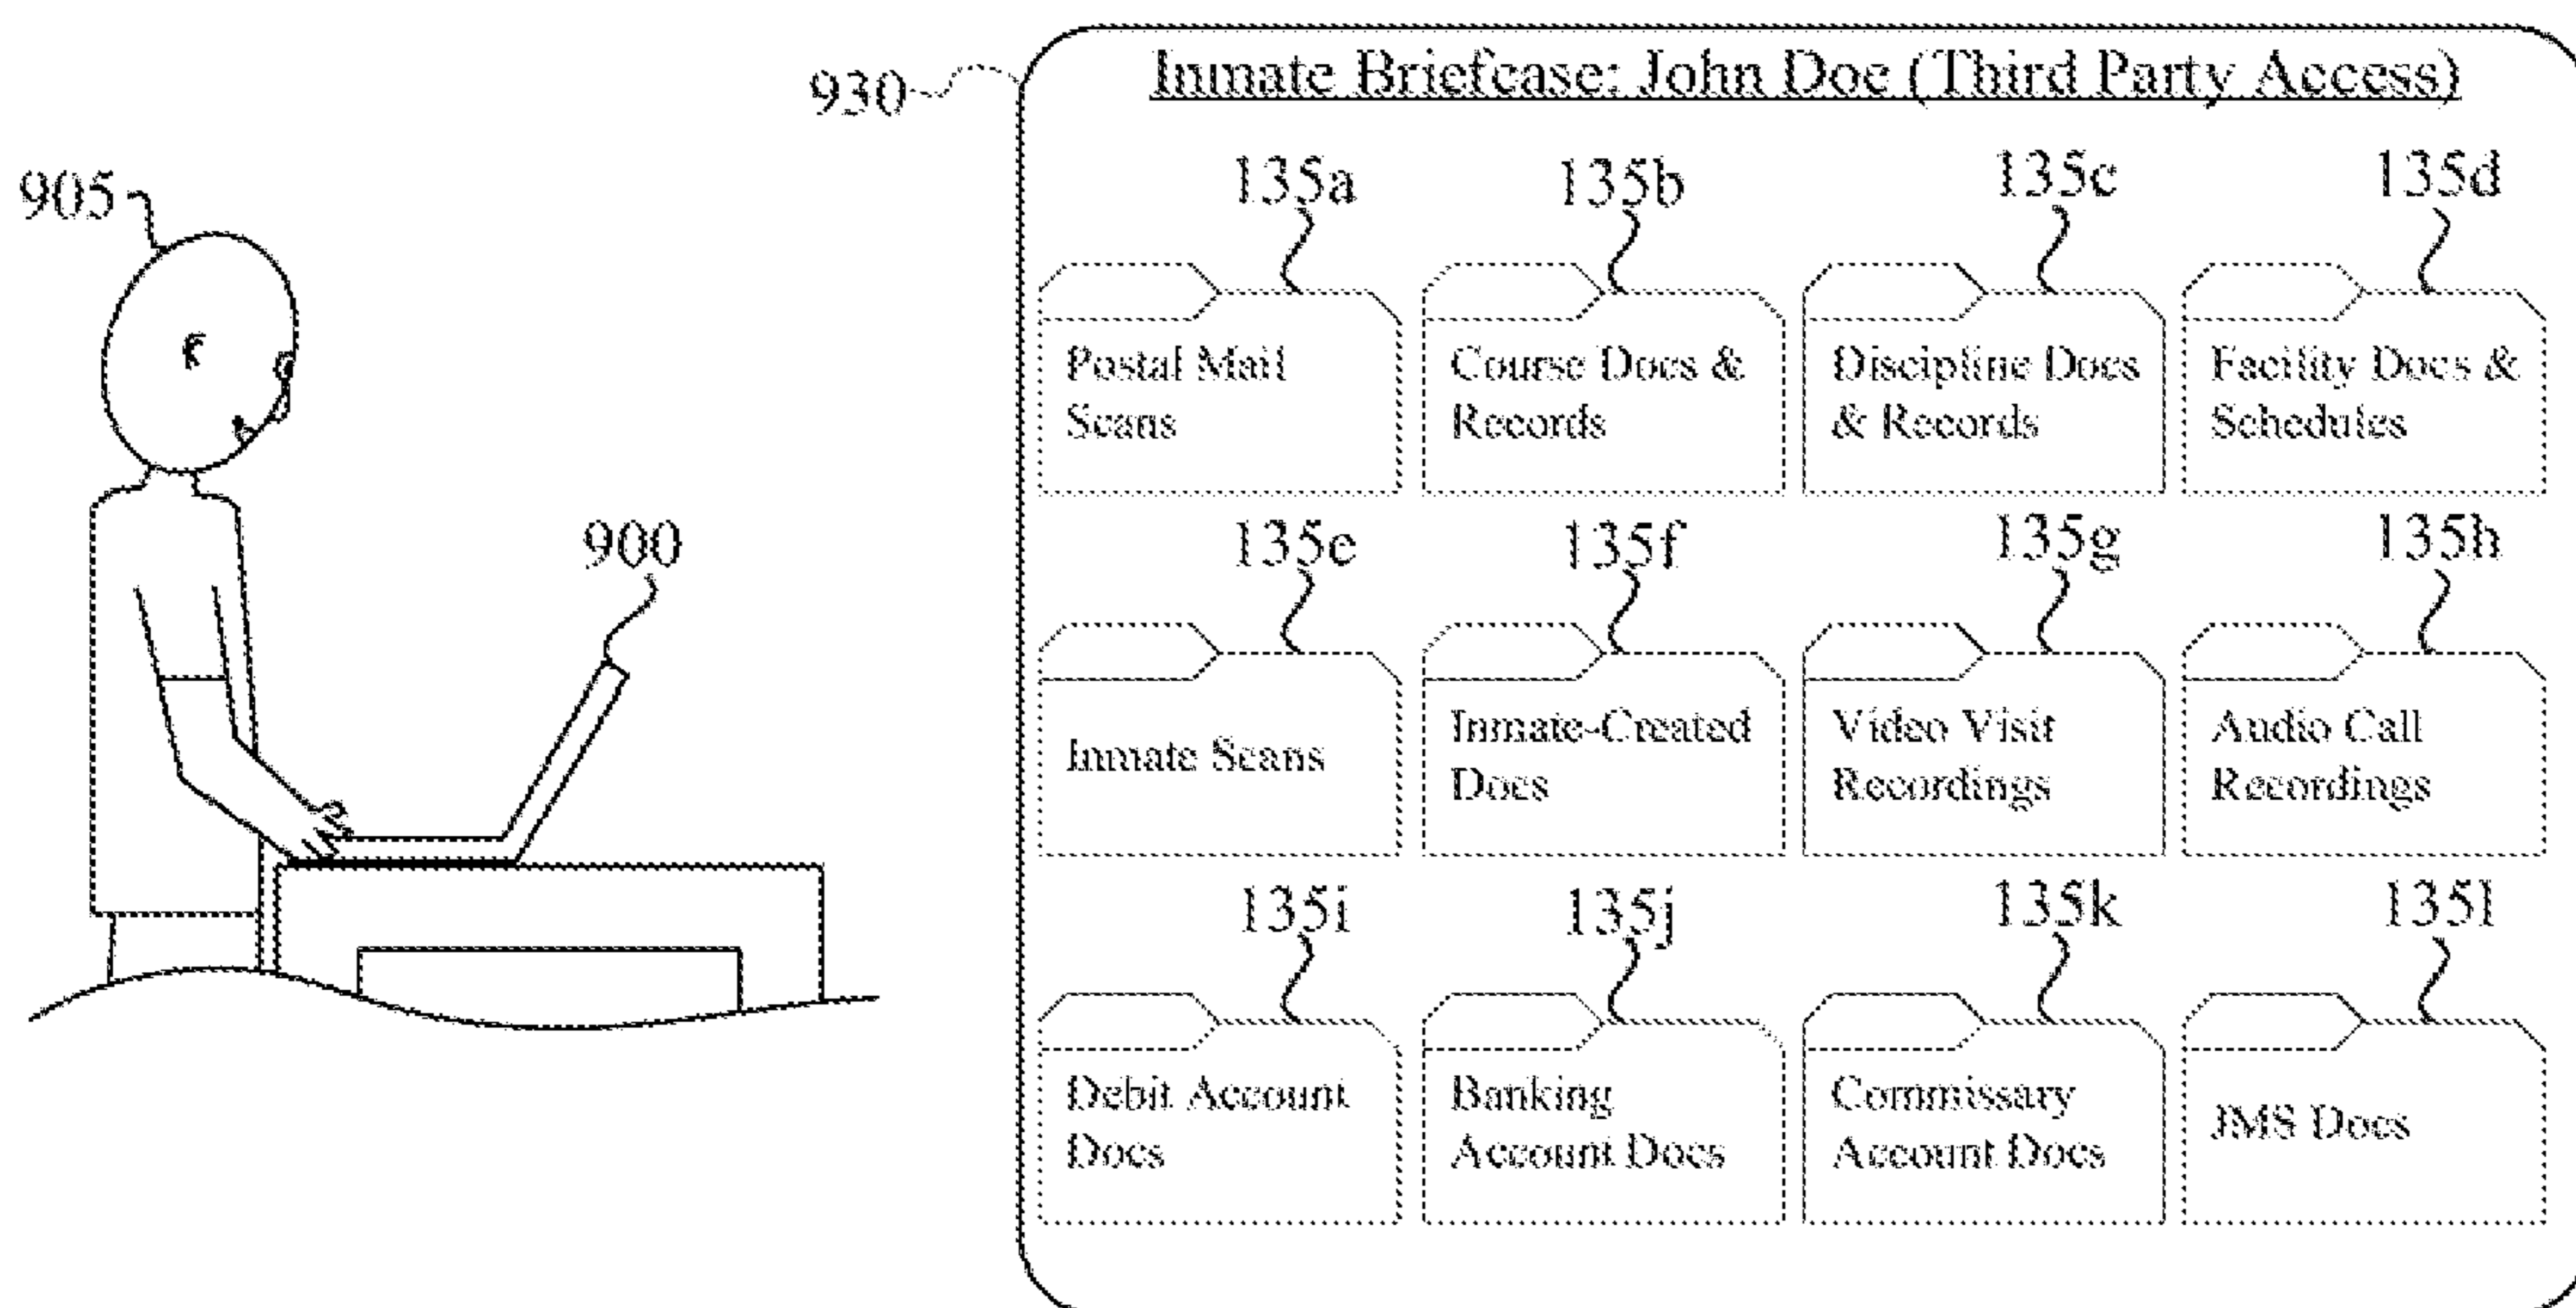 Inmate Briefcase: John Doe (Third Party Access)
930
905
135a
135b
135c
135d
Postal Mail
Scans
Course Docs &
Records
Discipline Docs
& Records
Facility Docs &
Schedules
900
135e
135f
135g
135h
Inmate Scans
Inmate-Created
Docs
Video Visit
Recordings
Audio Call
Recordings
135i
135j
135k
135l
Debit Account
Docs
Banking
Account Docs
Commissary
Account Docs
JMS Docs